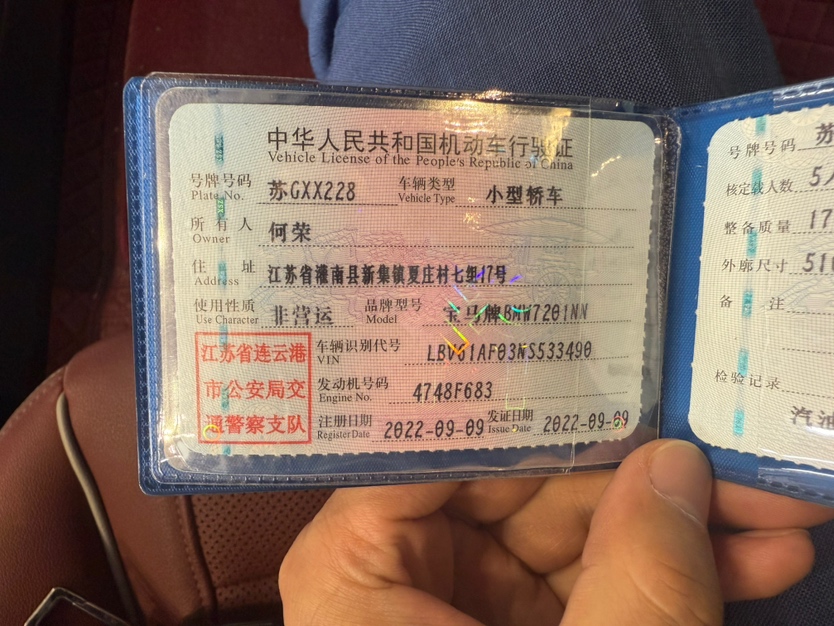 中华人民共和国机动车行驶证
Vehicle License of the People's Republic of China
号牌号码 苏GXX228 车辆类型 小型轿车
Plate No. Vehicle Type
所有人 何荣
Owner
住址 江苏省灌南县新集镇夏庄村七组17号
Address
使用性质 非营运 品牌型号 宝马牌BMW7201NN
Use Character Model
江苏省连云港
市公安局交
通警察支队
车辆识别代号 LBV61AF03NS533490
VIN
发动机号码 4748F683
Engine No.
注册日期 2022-09-09 发证日期 2022-09-09
Register Date Issue Date
号牌号码 苏
核定载人数 5人
整备质量 17
外廓尺寸 510
备注
检验记录
汽油